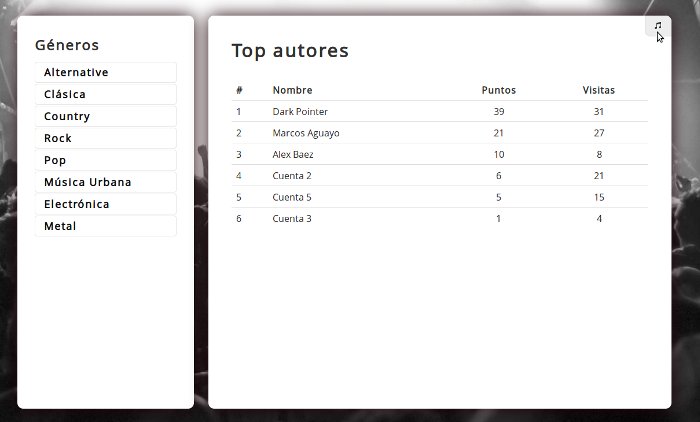 Géneros
Alternative
Clásica
Country
Rock
Pop
Música Urbana
Electrónica
Metal
Top autores
# Nombre Puntos Visitas
1 Dark Pointer 39 31
2 Marcos Aguayo 21 27
3 Alex Baez 10 8
4 Cuenta 2 6 21
5 Cuenta 5 5 15
6 Cuenta 3 1 4